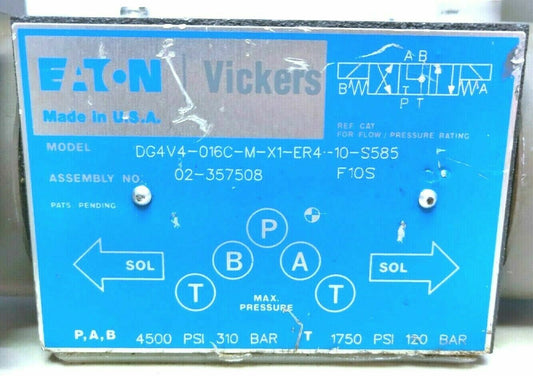 EATON Vickers
Made in U.S.A.
A B
B A
T
P T
REF. CAT
FOR FLOW / PRESSURE RATING
MODEL DG4V4-016C-M-X1-ER4-10-S585
ASSEMBLY NO. 02-357508 F10S
PATS PENDING
P
B A
SOL SOL
T T
MAX.
PRESSURE
P,A,B 4500 PSI 310 BAR T 1750 PSI 120 BAR